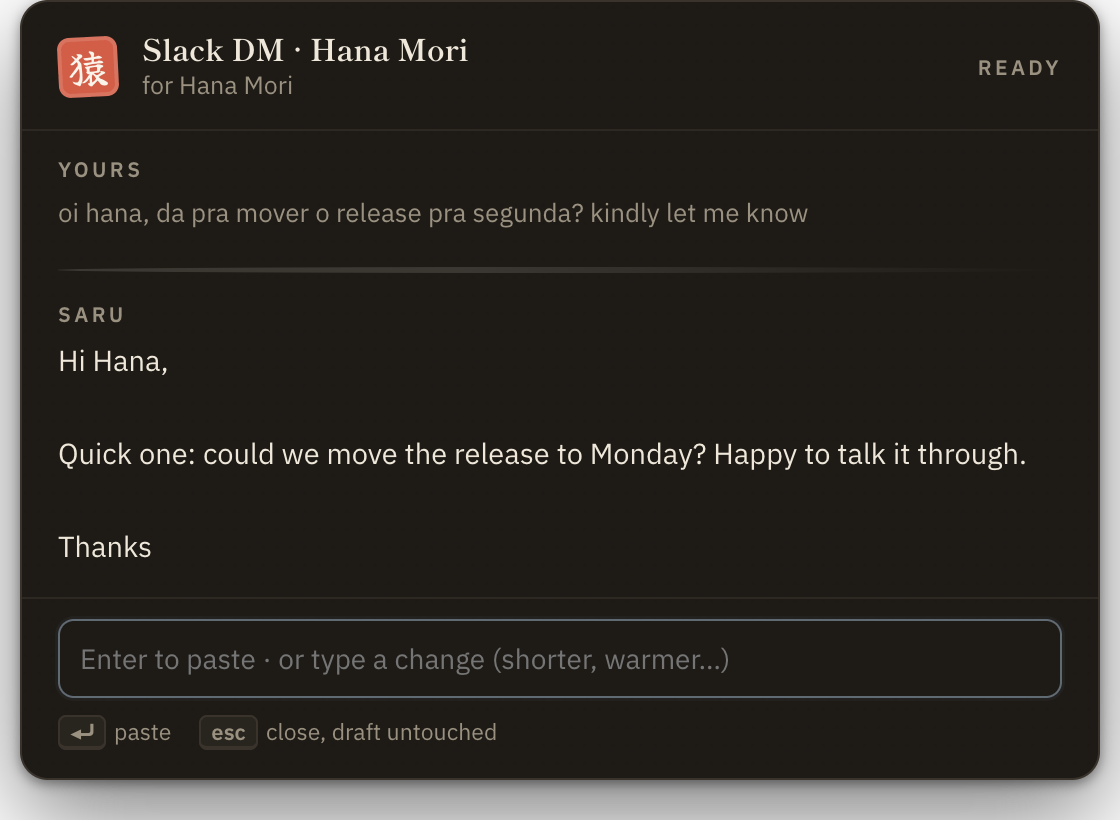 猿
Slack DM · Hana Mori
for Hana Mori
READY
YOURS
oi hana, da pra mover o release pra segunda? kindly let me know
SARU
Hi Hana,
Quick one: could we move the release to Monday? Happy to talk it through.
Thanks
Enter to paste · or type a change (shorter, warmer...)
paste
esc close, draft untouched